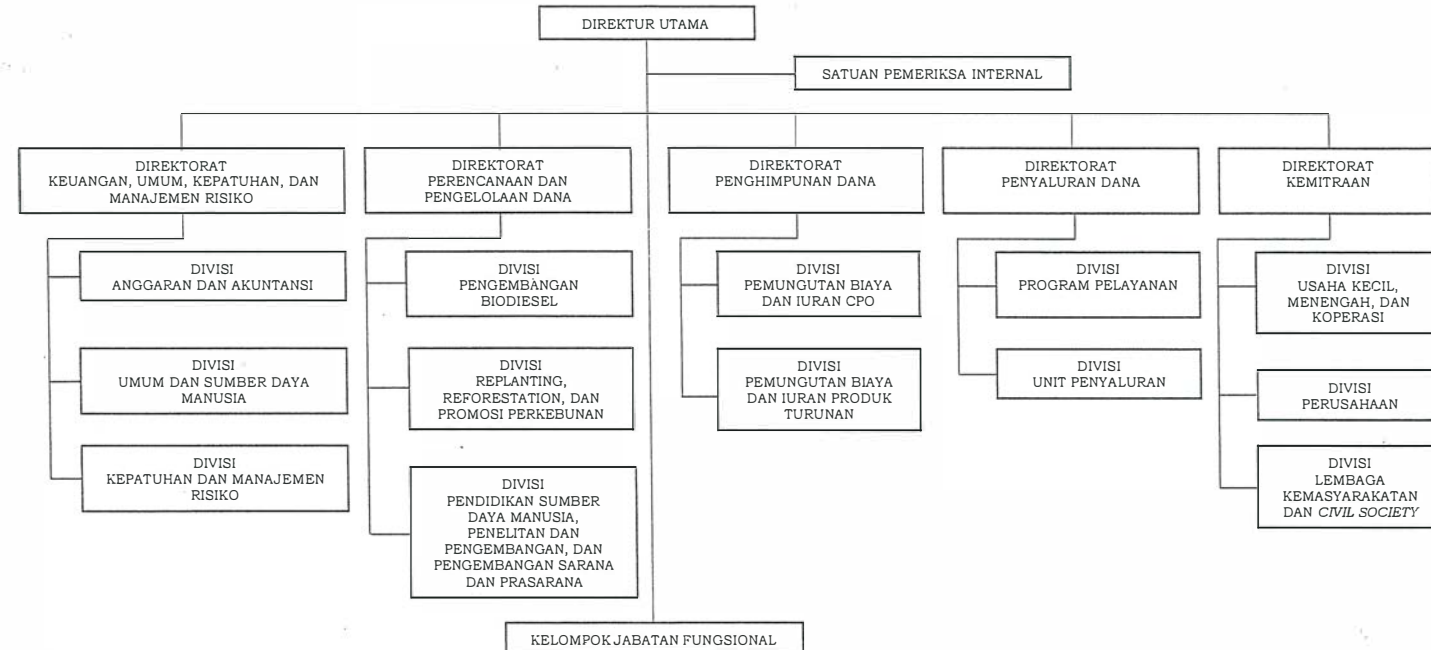 DIREKTUR UTAMA
SATUAN PEMERIKSA INTERNAL
DIREKTORAT
KEUANGAN, UMUM, KEPATUHAN, DAN
MANAJEMEN RISIKO
DIREKTORAT
PERENCANAAN DAN
PENGELOLAAN DANA
DIREKTORAT
PENGHIMPUNAN DANA
DIREKTORAT
PENYALURAN DANA
DIREKTORAT
KEMITRAAN
DIVISI
ANGGARAN DAN AKUNTANSI
DIVISI
UMUM DAN SUMBER DAYA
MANUSIA
DIVISI
KEPATUHAN DAN MANAJEMEN
RISIKO
DIVISI
PENGEMBANGAN
BIODIESEL
DIVISI
REPLANTING,
REFORESTATION, DAN
PROMOSI PERKEBUNAN
DIVISI
PENDIDIKAN SUMBER
DAYA MANUSIA,
PENELITAN DAN
PENGEMBANGAN, DAN
PENGEMBANGAN SARANA
DAN PRASARANA
DIVISI
PEMUNGUTAN BIAYA
DAN IURAN CPO
DIVISI
PEMUNGUTAN BIAYA
DAN IURAN PRODUK
TURUNAN
DIVISI
PROGRAM PELAYANAN
DIVISI
UNIT PENYALURAN
DIVISI
USAHA KECIL,
MENENGAH, DAN
KOPERASI
DIVISI
PERUSAHAAN
DIVISI
LEMBAGA
KEMASYARAKATAN
DAN CIVIL SOCIETY
KELOMPOK JABATAN FUNGSIONAL